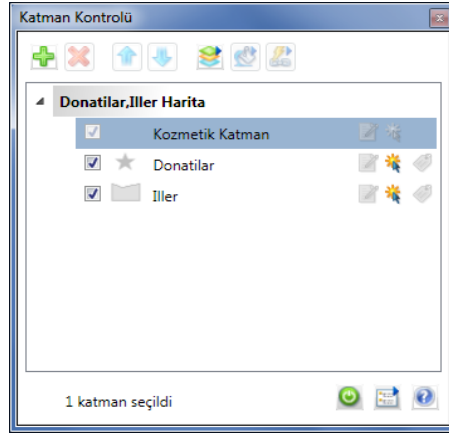 Katman Kontrolü
Donatilar,Iller Harita
Kozmetik Katman
Donatilar
Iller
1 katman seçildi